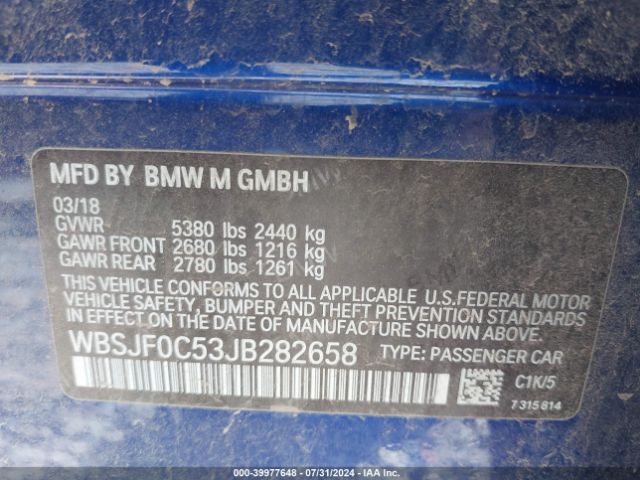 MFD BY BMW M GMBH
03/18
GVWR 5380 lbs 2440 kg
GAWR FRONT 2680 lbs 1216 kg
GAWR REAR 2780 lbs 1261 kg
THIS VEHICLE CONFORMS TO ALL APPLICABLE U.S.FEDERAL MOTOR
VEHICLE SAFETY, BUMPER AND THEFT PREVENTION STANDARDS
IN EFFECT ON THE DATE OF MANUFACTURE SHOWN ABOVE.
WBSJF0C53JB282658 TYPE: PASSENGER CAR
C1K/5
7315814
000-39977648 / 07/31/2024 - IAA Inc.